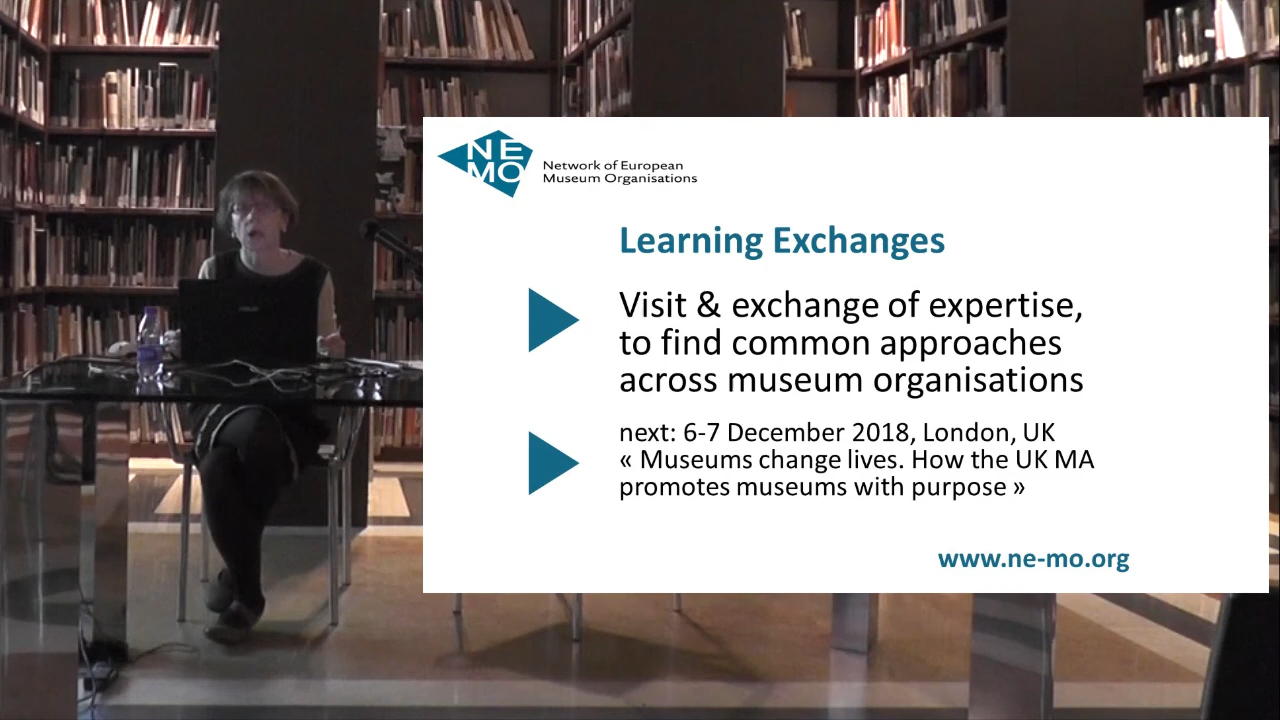 NE
MO
Network of European
Museum Organisations
Learning Exchanges
Visit & exchange of expertise,
to find common approaches
across museum organisations
next: 6-7 December 2018, London, UK
« Museums change lives. How the UK MA
promotes museums with purpose »
www.ne-mo.org